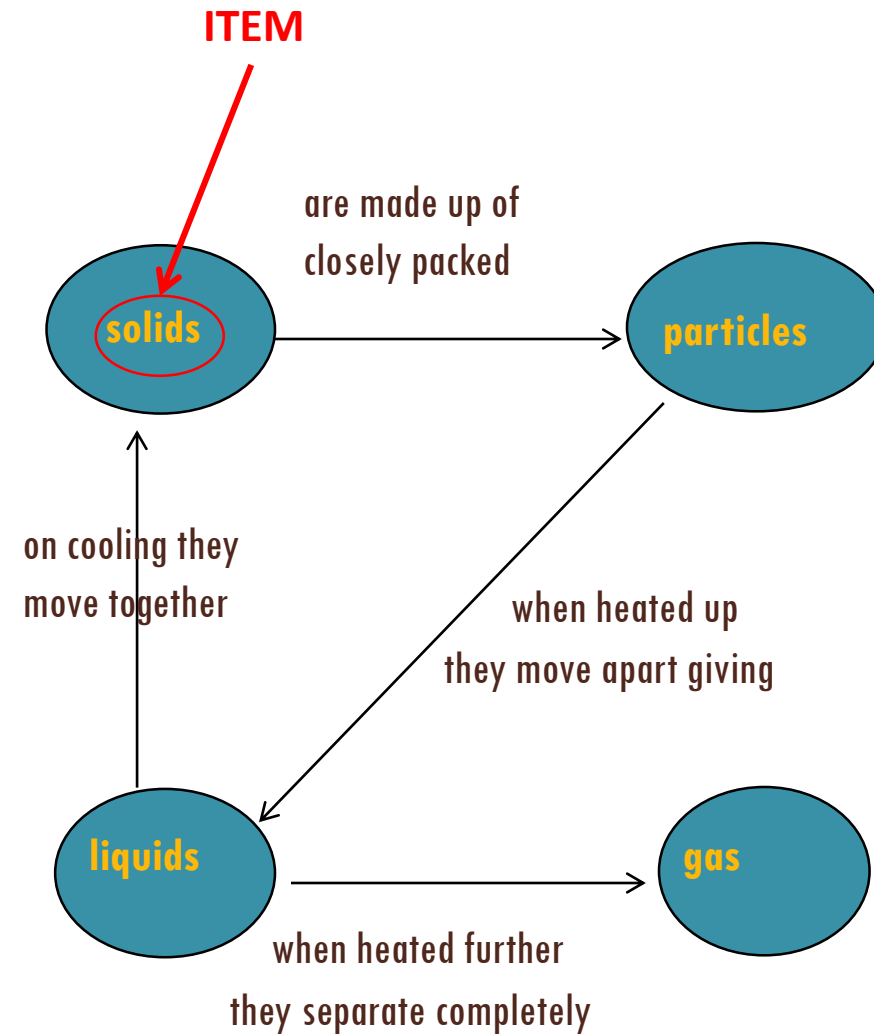 ITEM
are made up of
closely packed
solids
particles
on cooling they
move together
when heated up
they move apart giving
liquids
gas
when heated further
they separate completely